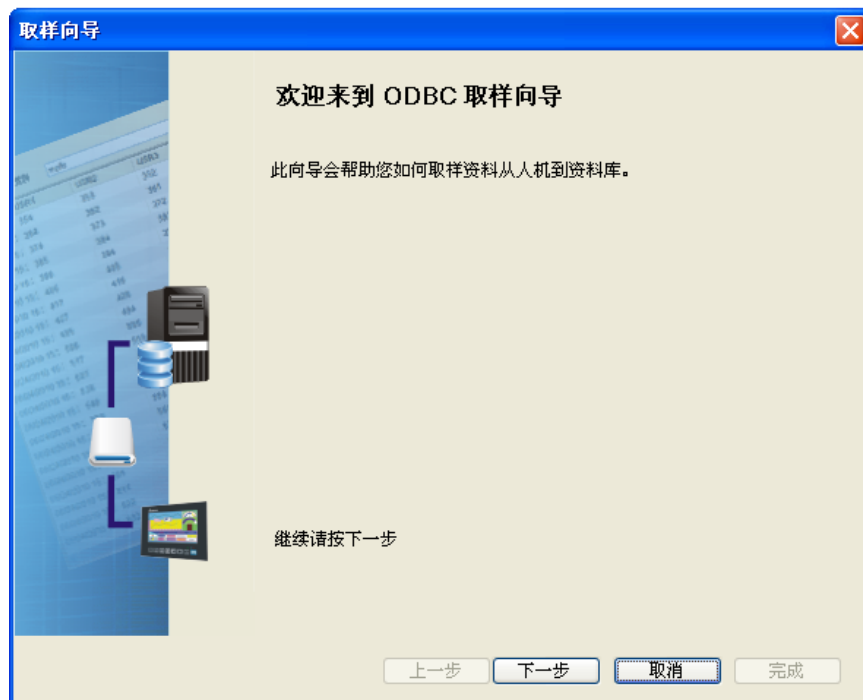 取样向导
欢迎来到 ODBC 取样向导
此向导会帮助您如何取样资料从人机到资料库。
继续请按下一步
上一步
下一步
取消
完成